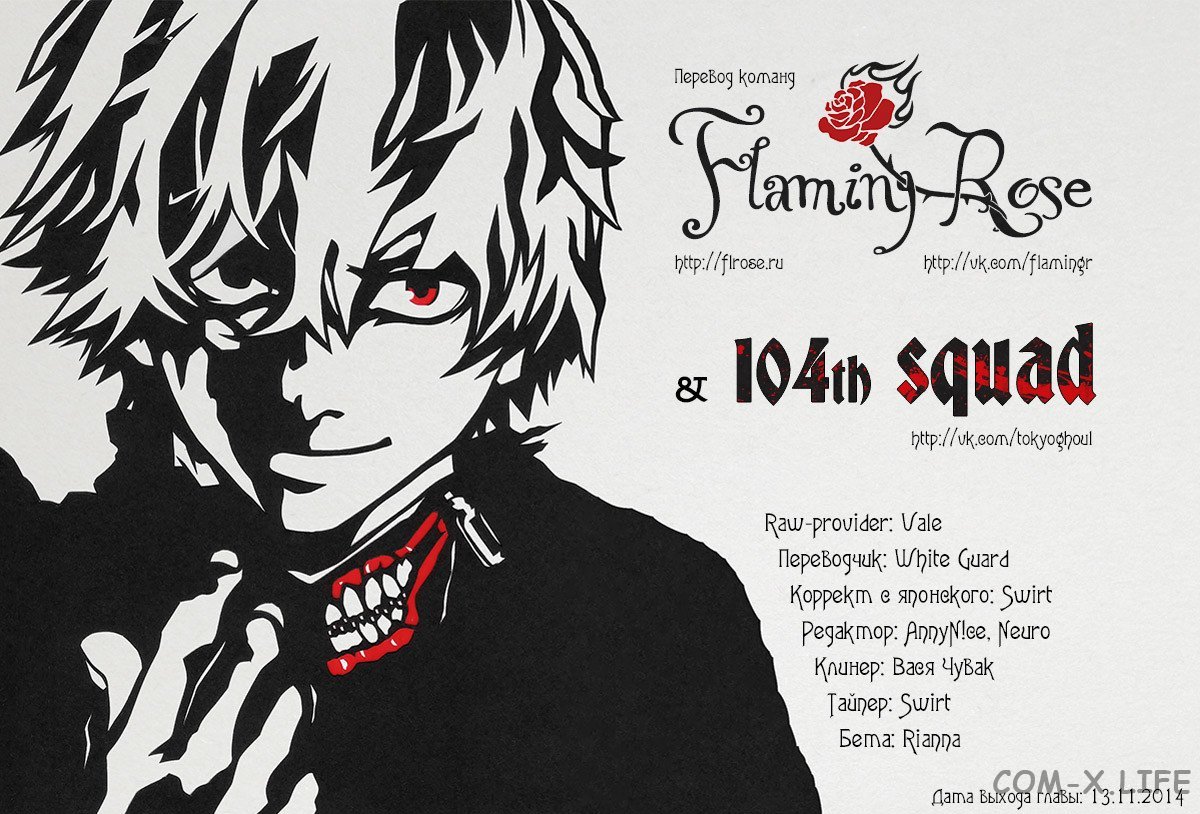 Перевод команд
Flaming Rose
http://flrose.ru
http://vk.com/flamingr
& 104th squad
http://vk.com/tokyoghoul
Raw-provider: Vale
Переводчик: White Guard
Коррект с японского: Swirt
Редактор: AnnyN!ce, Neuro
Клинер: Вася Чувак
Тайпер: Swirt
Бета: Rianna
COM-X.LIFE
Дата выхода главы: 13.11.2014